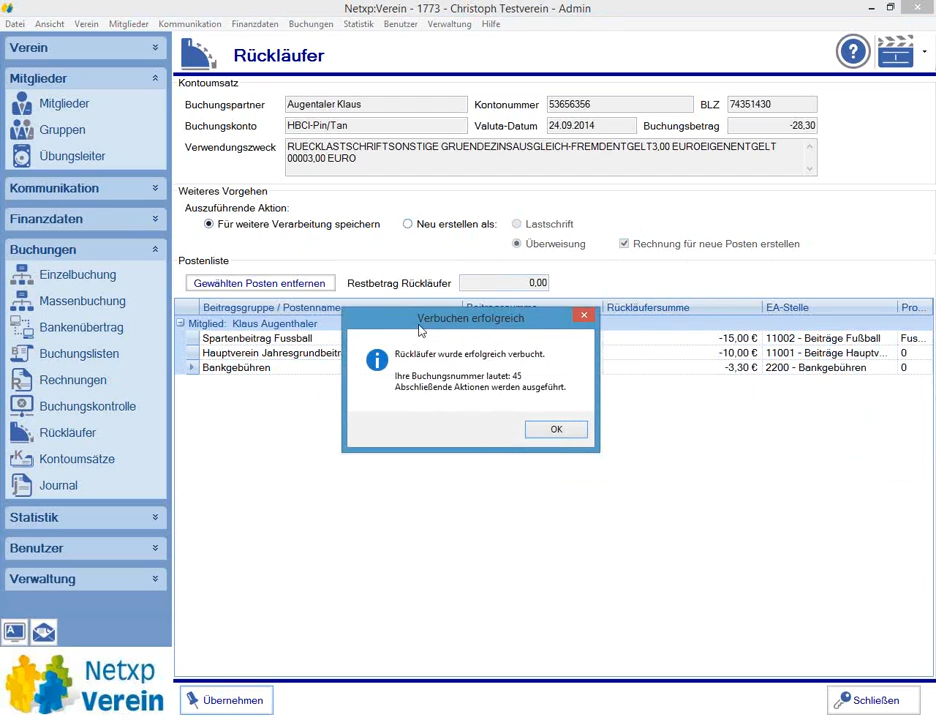 Netxp:Verein - 1773 - Christoph Testverein - Admin
Datei Ansicht Verein Mitglieder Kommunikation Finanzdaten Buchungen Statistik Benutzer Verwaltung Hilfe
Verein
Mitglieder
Mitglieder
Gruppen
Übungsleiter
Kommunikation
Finanzdaten
Buchungen
Einzelbuchung
Massenbuchung
Bankenübertrag
Buchungslisten
Rechnungen
Buchungskontrolle
Rückläufer
Kontoumsätze
Journal
Statistik
Benutzer
Verwaltung
Netxp
Verein
Rückläufer
Kontoumsatz
Buchungspartner Augentaler Klaus Kontonummer 53656356 BLZ 74351430
Buchungskonto HBCI-Pin/Tan Valuta-Datum 24.09.2014 Buchungsbetrag -28,30
Verwendungszweck RUECKLASTSCHRIFTSONSTIGE GRUENDEZINSAUSGLEICH-FREMDENTGELT3,00 EUROEIGENENTGELT
00003,00 EURO
Weiteres Vorgehen
Auszuführende Aktion:
Für weitere Verarbeitung speichern Neu erstellen als: Lastschrift
Überweisung Rechnung für neue Posten erstellen
Postenliste
Gewählten Posten entfernen Restbetrag Rückläufer 0,00
Beitragsgruppe / Postenname Beitragsnumme Rückläufersumme EA-Stelle Pro...
Mitglied: Klaus Augenthaler
Spartenbeitrag Fussball -15,00 € 11002 - Beiträge Fußball Fus...
Hauptverein Jahresgrundbeitr -10,00 € 11001 - Beiträge Hauptv... 0
Bankgebühren -3,30 € 2200 - Bankgebühren 0
Verbuchen erfolgreich
Rückläufer wurde erfolgreich verbucht.
Ihre Buchungsnummer lautet: 45
Abschließende Aktionen werden ausgeführt.
OK
Übernehmen Schließen